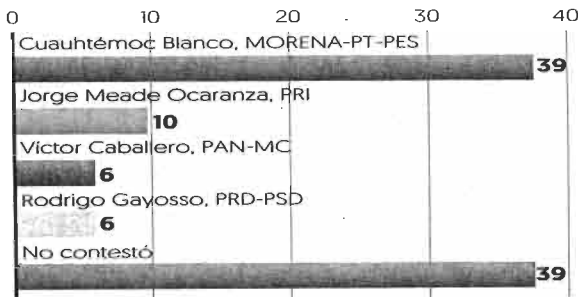 0 10 20 30 40
Cuauhtémoc Blanco, MORENA-PT-PES
39
Jorge Meade Ocaranza, PRI
10
Víctor Caballero, PAN-MC
6
Rodrigo Gayosso, PRD-PSD
6
No contestó
39